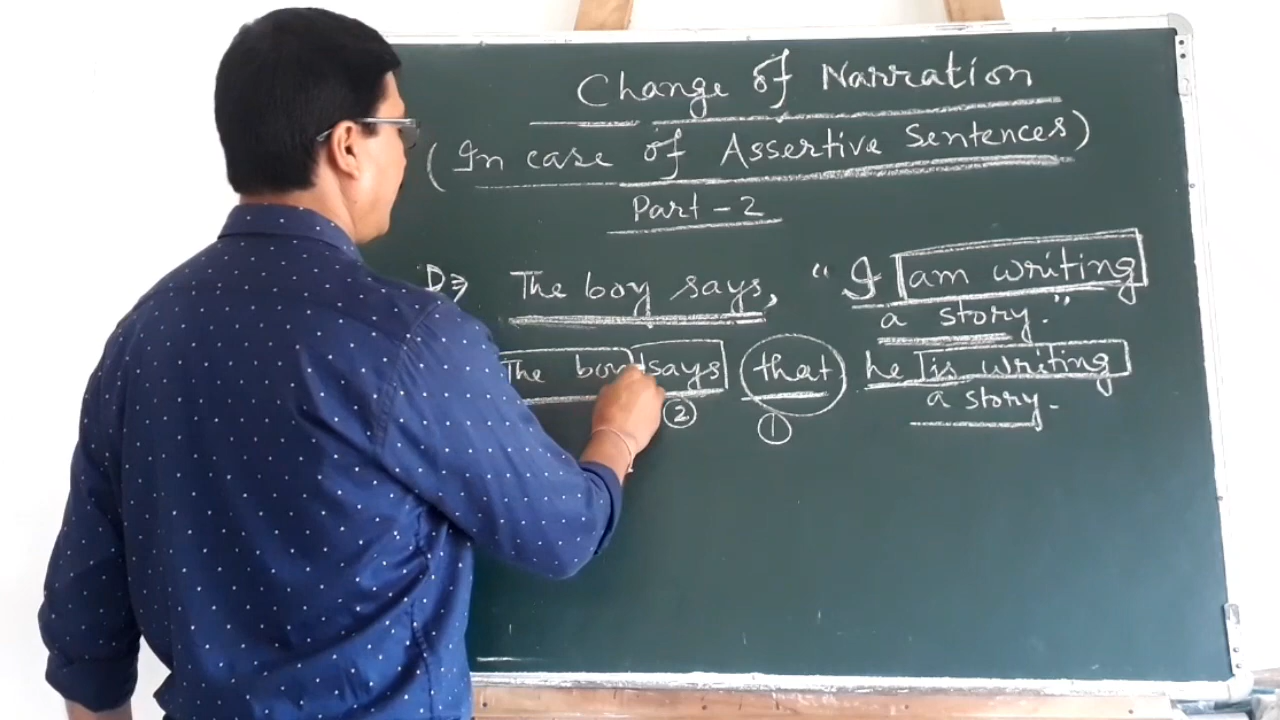 Change of Narration
(In case of Assertive Sentences)
Part - 2
D⇒ The boy says, " I am writing
a story."
The boy says that he is writing
a story.
② ①